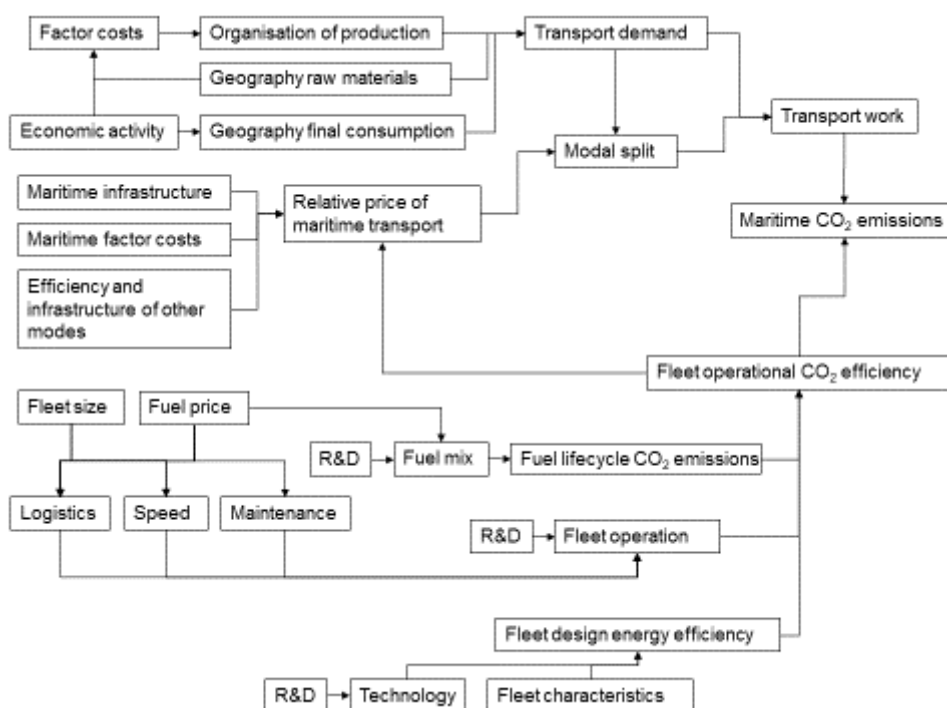 Factor costs
Organisation of production
Transport demand
Geography raw materials
Economic activity
Geography final consumption
Transport work
Modal split
Maritime infrastructure
Relative price of
maritime transport
Maritime factor costs
Maritime CO₂ emissions
Efficiency and
infrastructure of other
modes
Fleet operational CO₂ efficiency
Fleet size
Fuel price
R&D
Fuel mix
Fuel lifecycle CO₂ emissions
Logistics
Speed
Maintenance
R&D
Fleet operation
Fleet design energy efficiency
R&D
Technology
Fleet characteristics